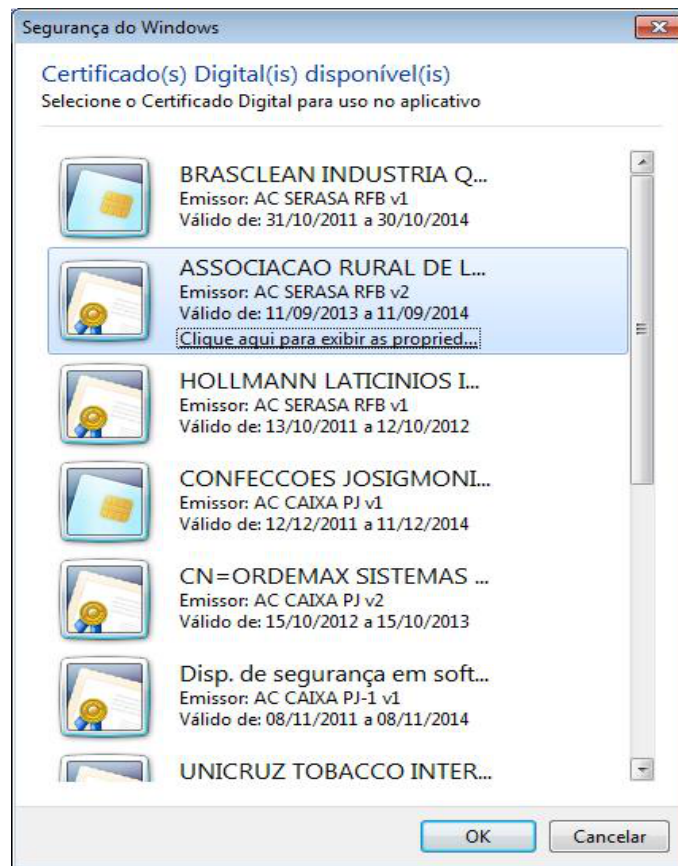 Segurança do Windows
Certificado(s) Digital(is) disponível(is)
Selecione o Certificado Digital para uso no aplicativo
BRASCLEAN INDUSTRIA Q...
Emissor: AC SERASA RFB v1
Válido de: 31/10/2011 a 30/10/2014
ASSOCIACAO RURAL DE L...
Emissor: AC SERASA RFB v2
Válido de: 11/09/2013 a 11/09/2014
Clique aqui para exibir as propried...
HOLLMANN LATICINIOS I...
Emissor: AC SERASA RFB v1
Válido de: 13/10/2011 a 12/10/2012
CONFECCOES JOSIGMONI...
Emissor: AC CAIXA PJ v1
Válido de: 12/12/2011 a 11/12/2014
CN=ORDEMAX SISTEMAS ...
Emissor: AC CAIXA PJ v2
Válido de: 15/10/2012 a 15/10/2013
Disp. de segurança em soft...
Emissor: AC CAIXA PJ-1 v1
Válido de: 08/11/2011 a 08/11/2014
UNICRUZ TOBACCO INTER...
OK
Cancelar